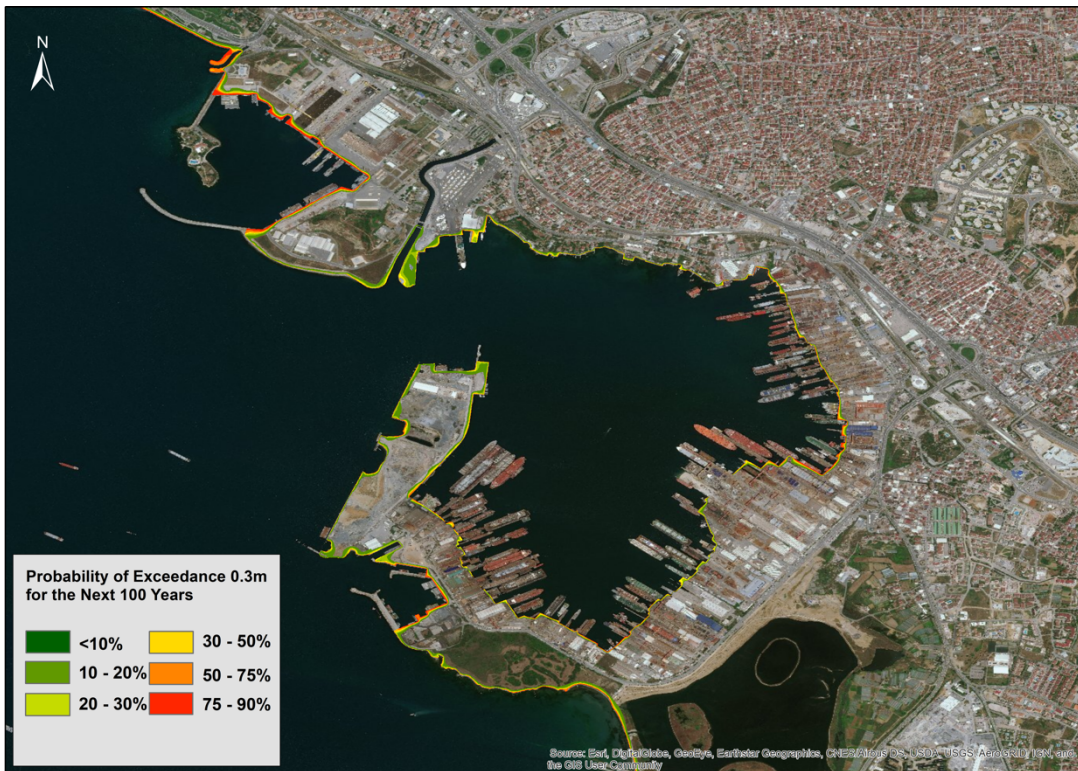 N
Probability of Exceedance 0.3m
for the Next 100 Years
<10%
30 - 50%
10 - 20%
50 - 75%
20 - 30%
75 - 90%
Source: Esri, DigitalGlobe, GeoEye, Earthstar Geographics, CNES/Airbus DS, USDA, USGS, AeroGRID, IGN, and
the GIS User Community